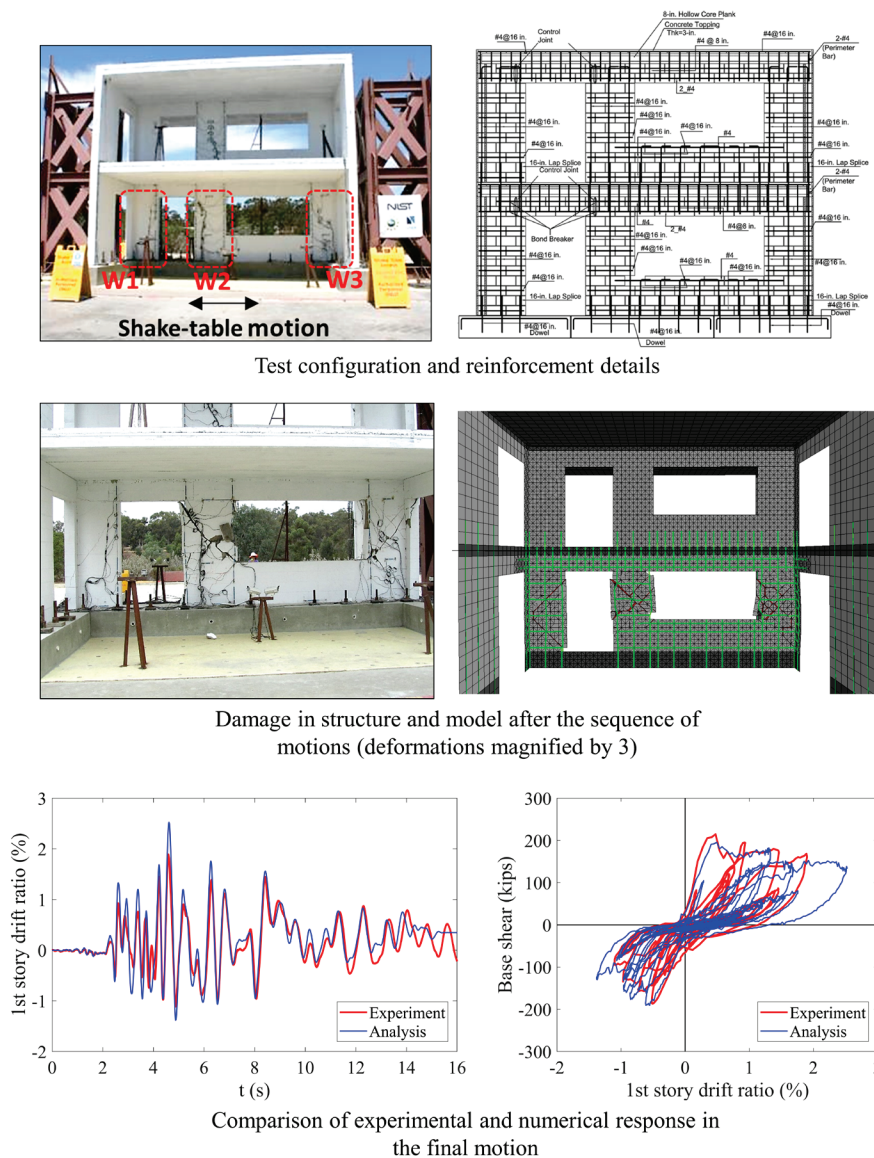 NIST
W1
W2
W3
Shake-table motion
8-in. Hollow Core Plank
Concrete Topping
Thk=3-in.
#4@16 in.
Control
Joint
#4 @ 8 in.
#4@16 in.
2-#4
(Perimeter
Bar)
2_#4
#4@16 in.
#4@16 in.
#4@16 in.
#4@16 in.
#4
#4@16 in.
#4@16 in.
#4@16 in.
#4@16 in.
16-in. Lap Splice
Control Joint
16-in. Lap Splice
2-#4
(Perimeter
Bar)
Bond Breaker
#4
2_#4
#4@8 in.
#4@16 in.
#4@16 in.
#4@16 in.
#4
#4@16 in.
#4@16 in.
#4@16 in.
#4@16 in.
16-in. Lap Splice
16-in. Lap Splice
#4@16 in.
Dowel
#4@16 in.
Dowel
#4@16 in.
Dowel
Test configuration and reinforcement details
Damage in structure and model after the sequence of
motions (deformations magnified by 3)
3
2
1
0
-1
-2
1st story drift ratio (%)
Experiment
Analysis
0 2 4 6 8 10 12 14 16
t (s)
300
200
100
0
-100
-200
-300
Base shear (kips)
Experiment
Analysis
-2 -1 0 1 2 3
1st story drift ratio (%)
Comparison of experimental and numerical response in
the final motion